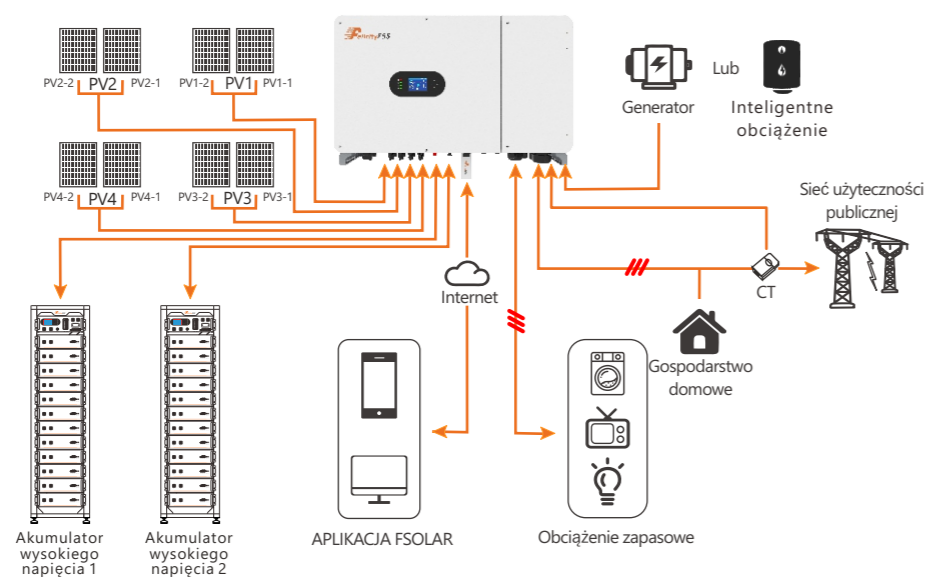 FelicityESS
PV2-2 PV2 PV2-1
PV1-2 PV1 PV1-1
PV4-2 PV4 PV4-1
PV3-2 PV3 PV3-1
Generator
Lub
Inteligentne
obciążenie
Sieć użyteczności
publicznej
CT
Internet
Gospodarstwo
domowe
Akumulator
wysokiego
napięcia 1
Akumulator
wysokiego
napięcia 2
APLIKACJA FSOLAR
Obciążenie zapasowe